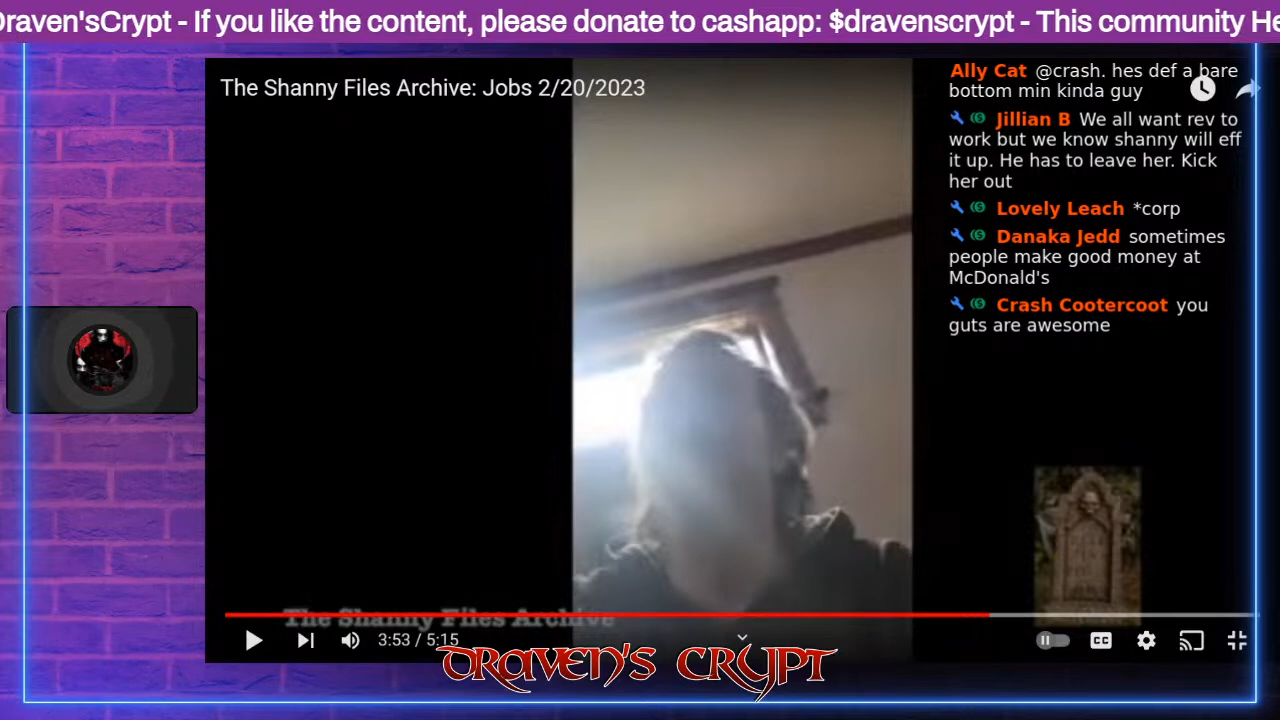 Draven'sCrypt - If you like the content, please donate to cashapp: $dravenscrypt - This community He
The Shanny Files Archive: Jobs 2/20/2023
Ally Cat @crash. hes def a bare
bottom min kinda guy
Jillian B We all want rev to
work but we know shanny will eff
it up. He has to leave her. Kick
her out
Lovely Leach *corp
Danaka Jedd sometimes
people make good money at
McDonald's
Crash Cootercoot you
guts are awesome
The Shanny Files Archive
3:53 / 5:15
CC
DRAVEN'S CRYPT